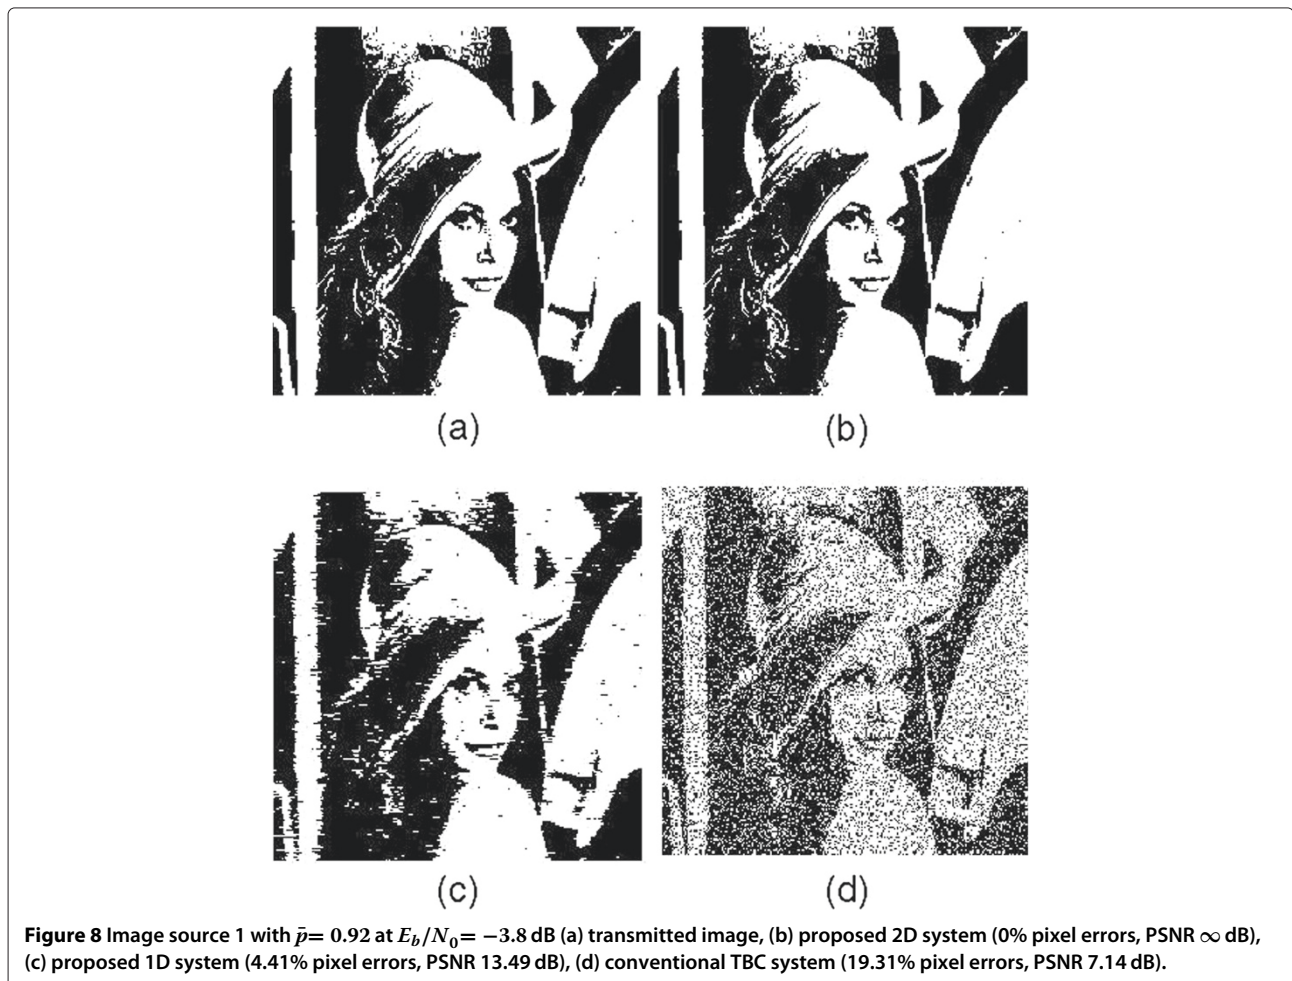 (a)
(b)
(c)
(d)
Figure 8 Image source 1 with p̄= 0.92 at E_b/N_0= −3.8 dB (a) transmitted image, (b) proposed 2D system (0% pixel errors, PSNR ∞ dB),
(c) proposed 1D system (4.41% pixel errors, PSNR 13.49 dB), (d) conventional TBC system (19.31% pixel errors, PSNR 7.14 dB).